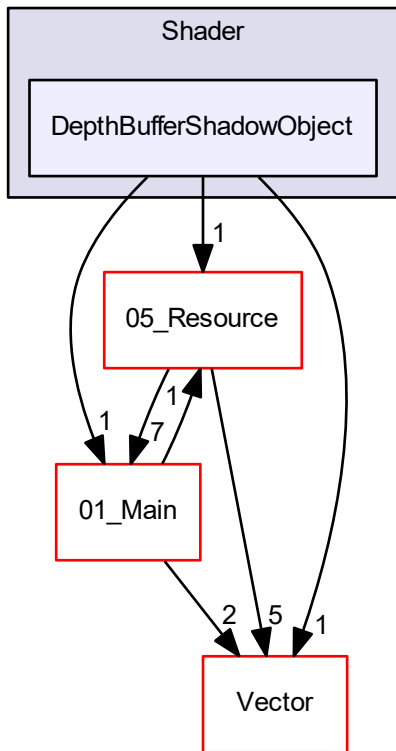 Shader
DepthBufferShadowObject
1
05_Resource
1
7
1
01_Main
2
5
1
Vector